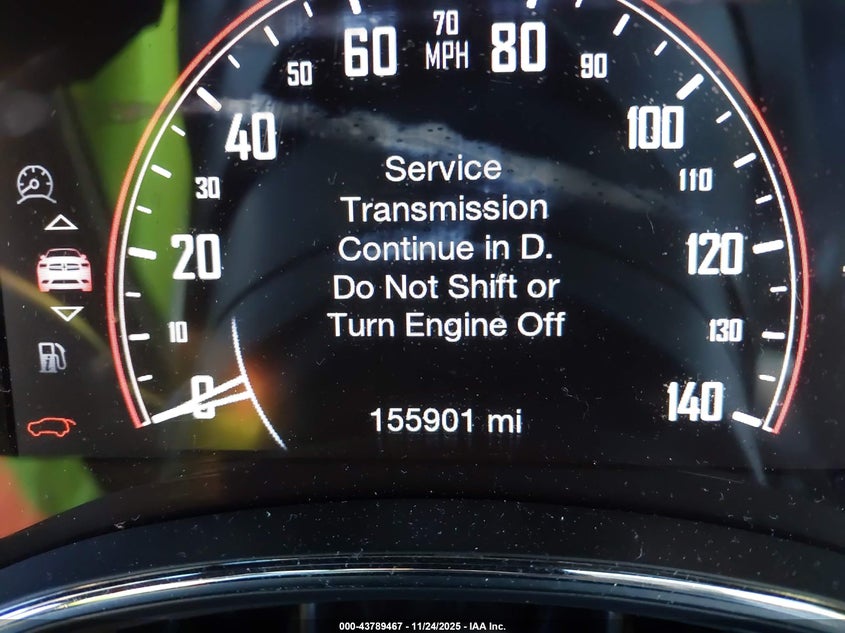 70
MPH
60
80
50
90
40
100
30
110
20
120
10
130
0
140
Service
Transmission
Continue in D.
Do Not Shift or
Turn Engine Off
155901 mi
000-43789467 - 11/24/2025 - IAA Inc.